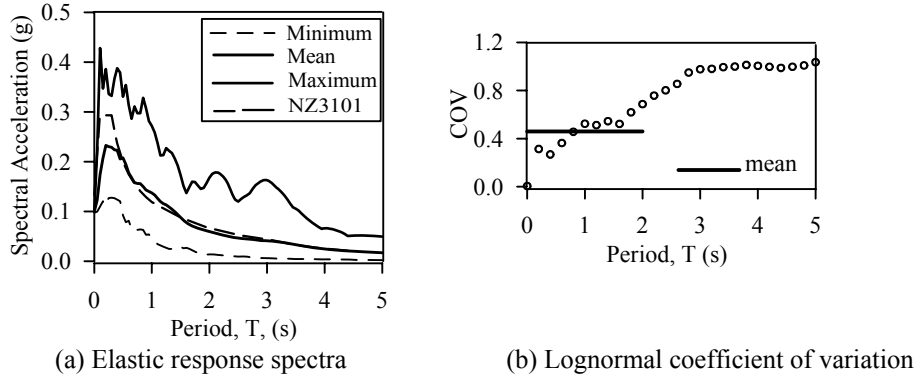 0.5
0.4
0.3
0.2
0.1
0.0
Spectral Acceleration (g)
Minimum
Mean
Maximum
NZ3101
0 1 2 3 4 5
Period, T, (s)
(a) Elastic response spectra
1.2
0.8
0.4
0.0
COV
mean
0 1 2 3 4 5
Period, T (s)
(b) Lognormal coefficient of variation